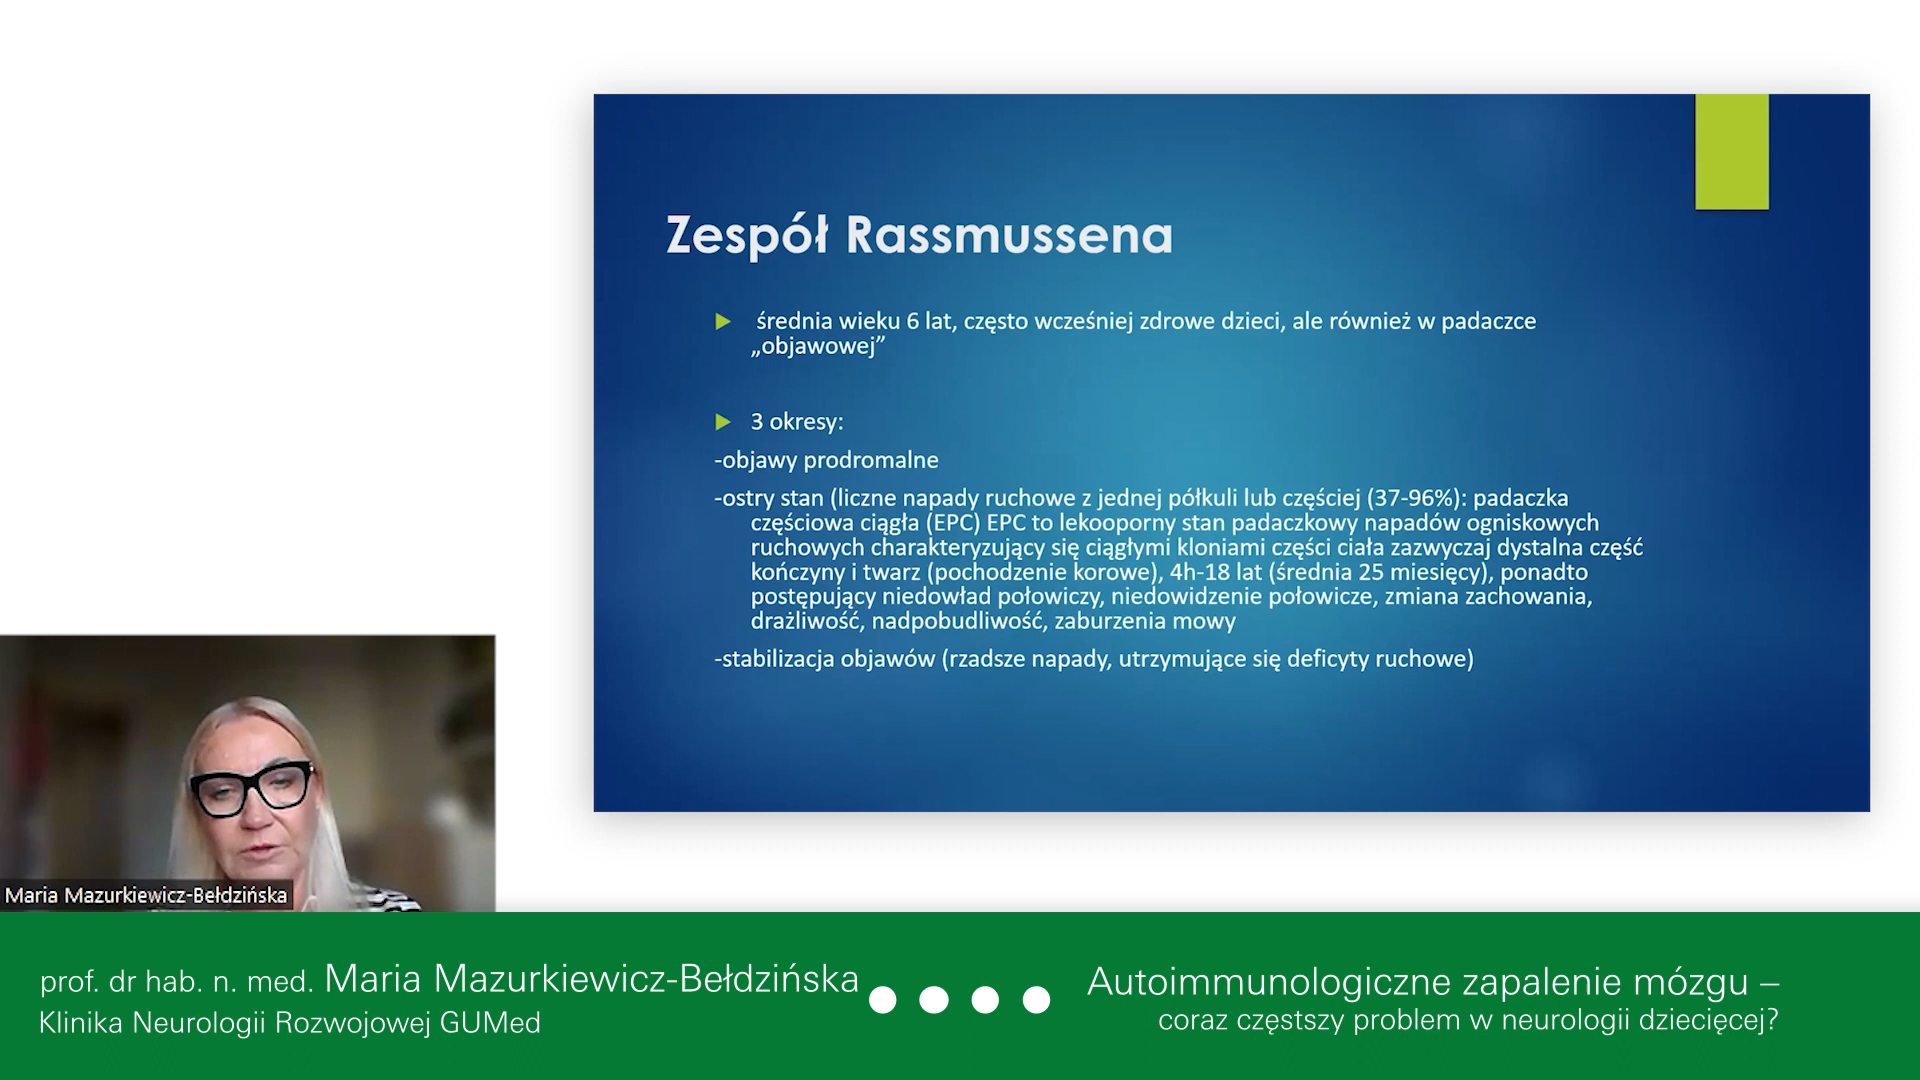 Zespół Rassmussena
średnia wieku 6 lat, często wcześniej zdrowe dzieci, ale również w padaczce
„objawowej”
3 okresy:
-objawy prodromalne
-ostry stan (liczne napady ruchowe z jednej półkuli lub częściej (37-96%): padaczka
częściowa ciągła (EPC) EPC to lekooporny stan padaczkowy napadów ogniskowych
ruchowych charakteryzujący się ciągłymi kloniami części ciała zazwyczaj dystalna część
kończyny i twarz (pochodzenie korowe), 4h-18 lat (średnia 25 miesięcy), ponadto
postępujący niedowład połowiczy, niedowidzenie połowicze, zmiana zachowania,
drażliwość, nadpobudliwość, zaburzenia mowy
-stabilizacja objawów (rzadsze napady, utrzymujące się deficyty ruchowe)
Maria Mazurkiewicz-Bełdzińska
prof. dr hab. n. med. Maria Mazurkiewicz-Bełdzińska
Klinika Neurologii Rozwojowej GUMed
Autoimmunologiczne zapalenie mózgu –
coraz częstszy problem w neurologii dziecięcej?